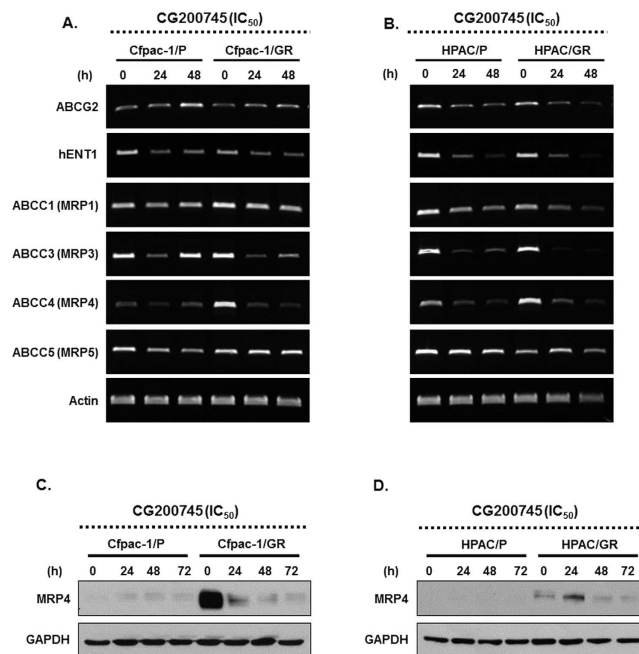 A.
CG200745(IC50)
Cfpac-1/P Cfpac-1/GR
(h) 0 24 48 0 24 48
ABCG2
hENT1
ABCC1(MRP1)
ABCC3(MRP3)
ABCC4(MRP4)
ABCC5(MRP5)
Actin
B.
CG200745(IC50)
HPAC/P HPAC/GR
(h) 0 24 48 0 24 48
C.
CG200745(IC50)
Cfpac-1/P Cfpac-1/GR
(h) 0 24 48 72 0 24 48 72
MRP4
GAPDH
D.
CG200745(IC50)
HPAC/P HPAC/GR
(h) 0 24 48 72 0 24 48 72
MRP4
GAPDH